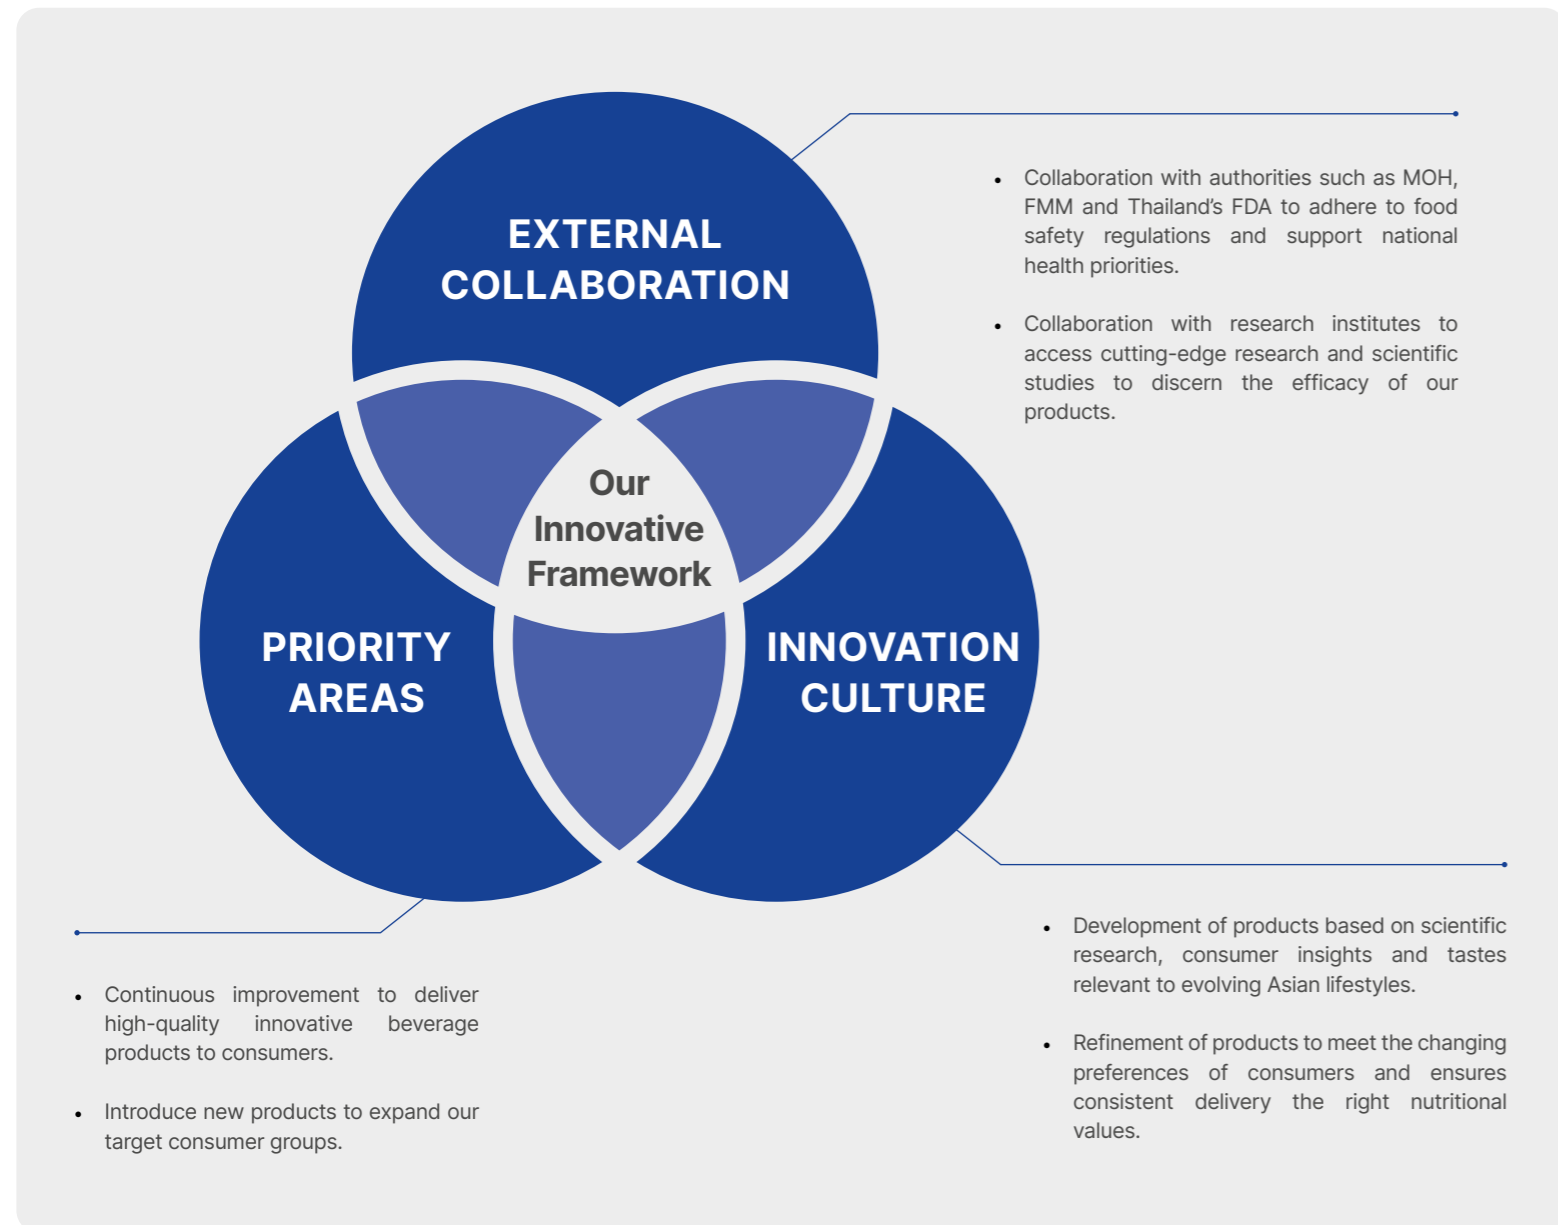 EXTERNAL
COLLABORATION
• Collaboration with authorities such as MOH,
FMM and Thailand's FDA to adhere to food
safety regulations and support national
health priorities.
• Collaboration with research institutes to
access cutting-edge research and scientific
studies to discern the efficacy of our
products.
Our
Innovative
Framework
PRIORITY
AREAS
INNOVATION
CULTURE
• Continuous improvement to deliver
high-quality innovative beverage
products to consumers.
• Introduce new products to expand our
target consumer groups.
• Development of products based on scientific
research, consumer insights and tastes
relevant to evolving Asian lifestyles.
• Refinement of products to meet the changing
preferences of consumers and ensures
consistent delivery the right nutritional
values.